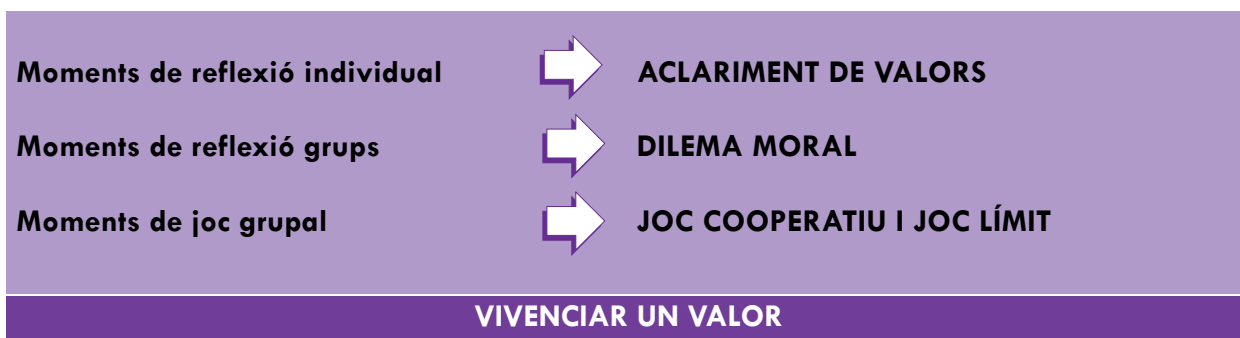 Moments de reflexió individual ACLARIMENT DE VALORS
Moments de reflexió grups DILEMA MORAL
Moments de joc grupal JOC COOPERATIU I JOC LÍMIT
VIVENCIAR UN VALOR